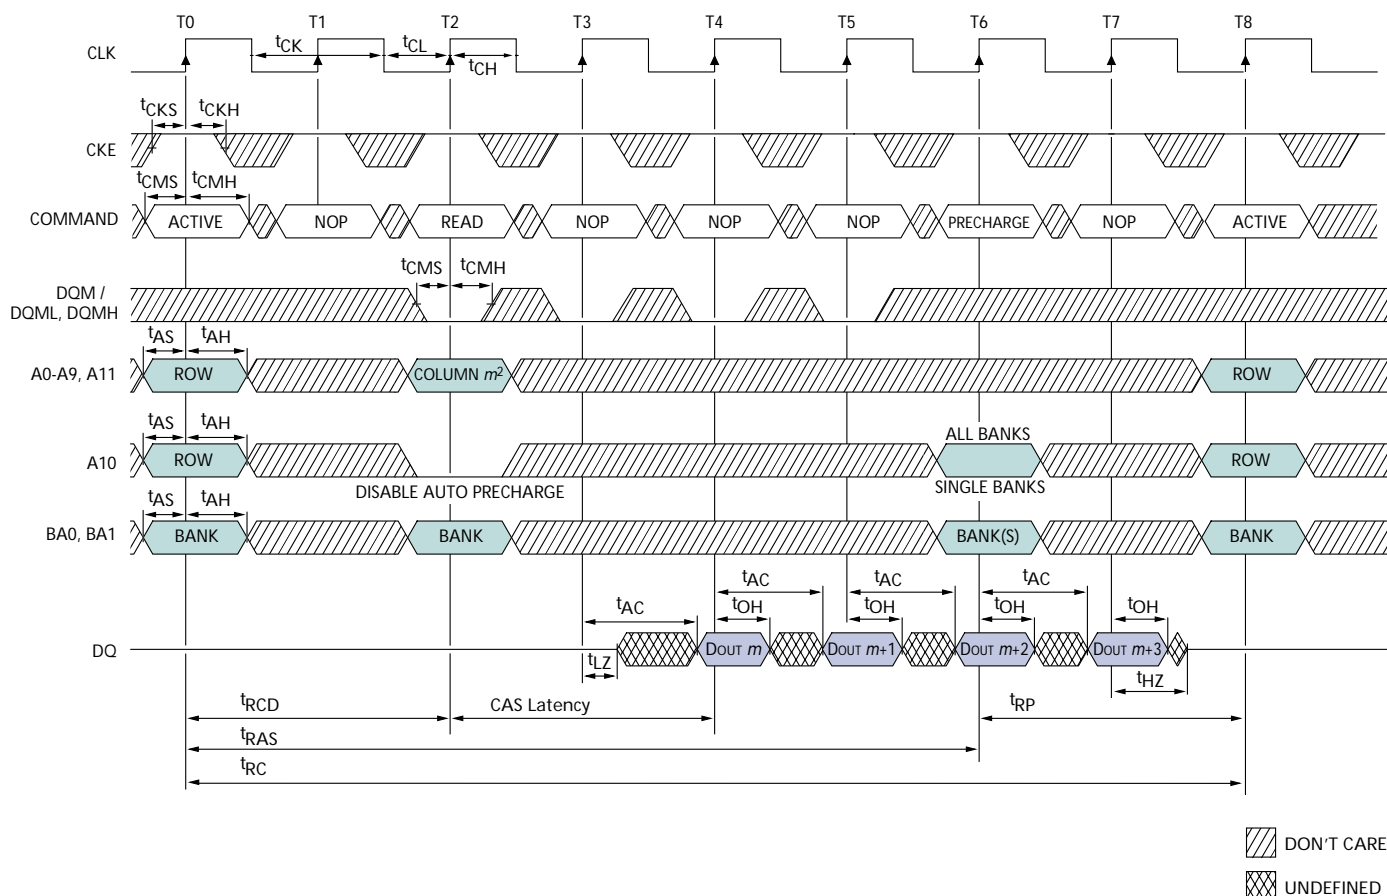 T0 T1 T2 T3 T4 T5 T6 T7 T8
CLK
tCK tCL
tCH
tCKS tCKH
CKE
tCMS tCMH
COMMAND ACTIVE NOP READ NOP NOP NOP PRECHARGE NOP ACTIVE
tCMS tCMH
DQM /
DQML, DQMH
tAS tAH
A0-A9, A11 ROW COLUMN m2 ROW
tAS tAH ALL BANKS
A10 ROW ROW
DISABLE AUTO PRECHARGE SINGLE BANKS
tAS tAH
BA0, BA1 BANK BANK BANK(S) BANK
tAC tAC tAC
tAC tOH tOH tOH tOH
DQ DOUT m DOUT m+1 DOUT m+2 DOUT m+3
tLZ tHZ
tRCD CAS Latency tRP
tRAS
tRC
DON'T CARE
UNDEFINED